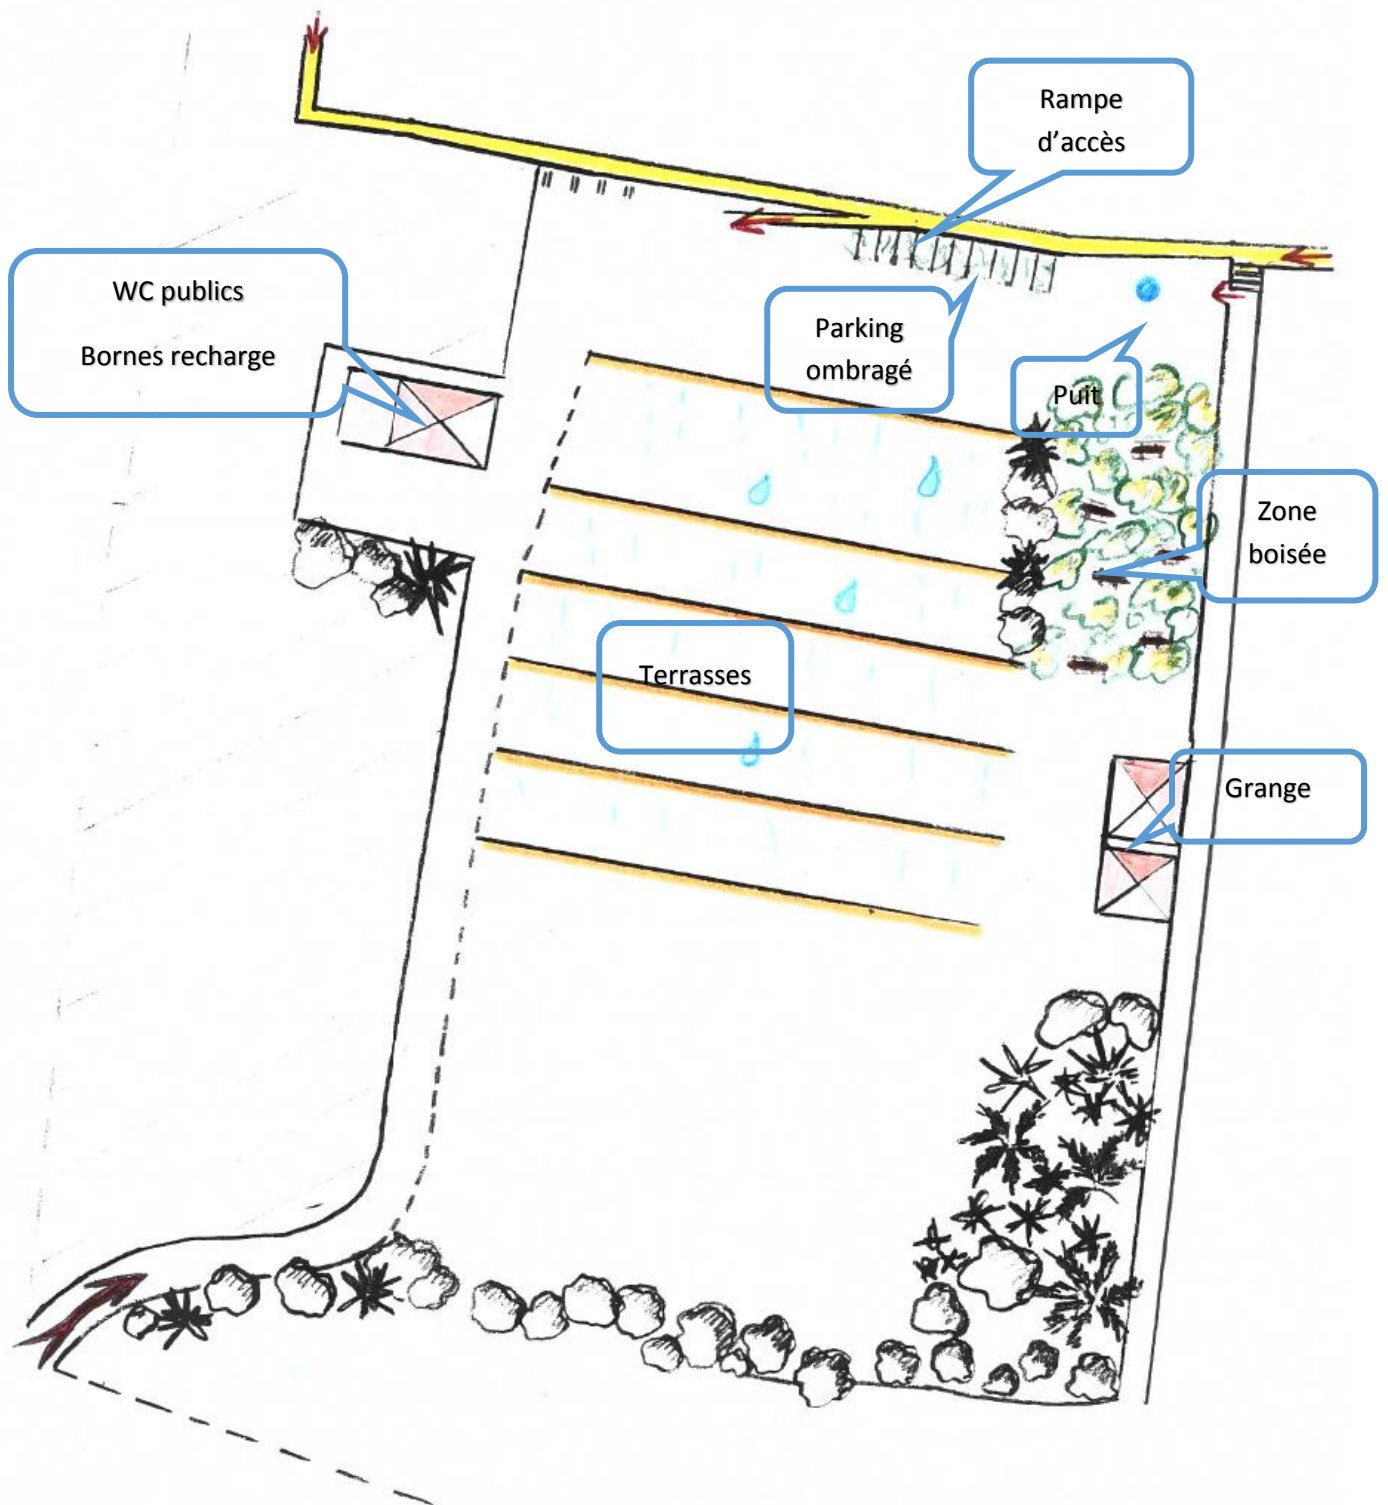 Rampe
d’accès
WC publics
Bornes recharge
Parking
ombragé
Puit
Zone
boisée
Terrasses
Grange